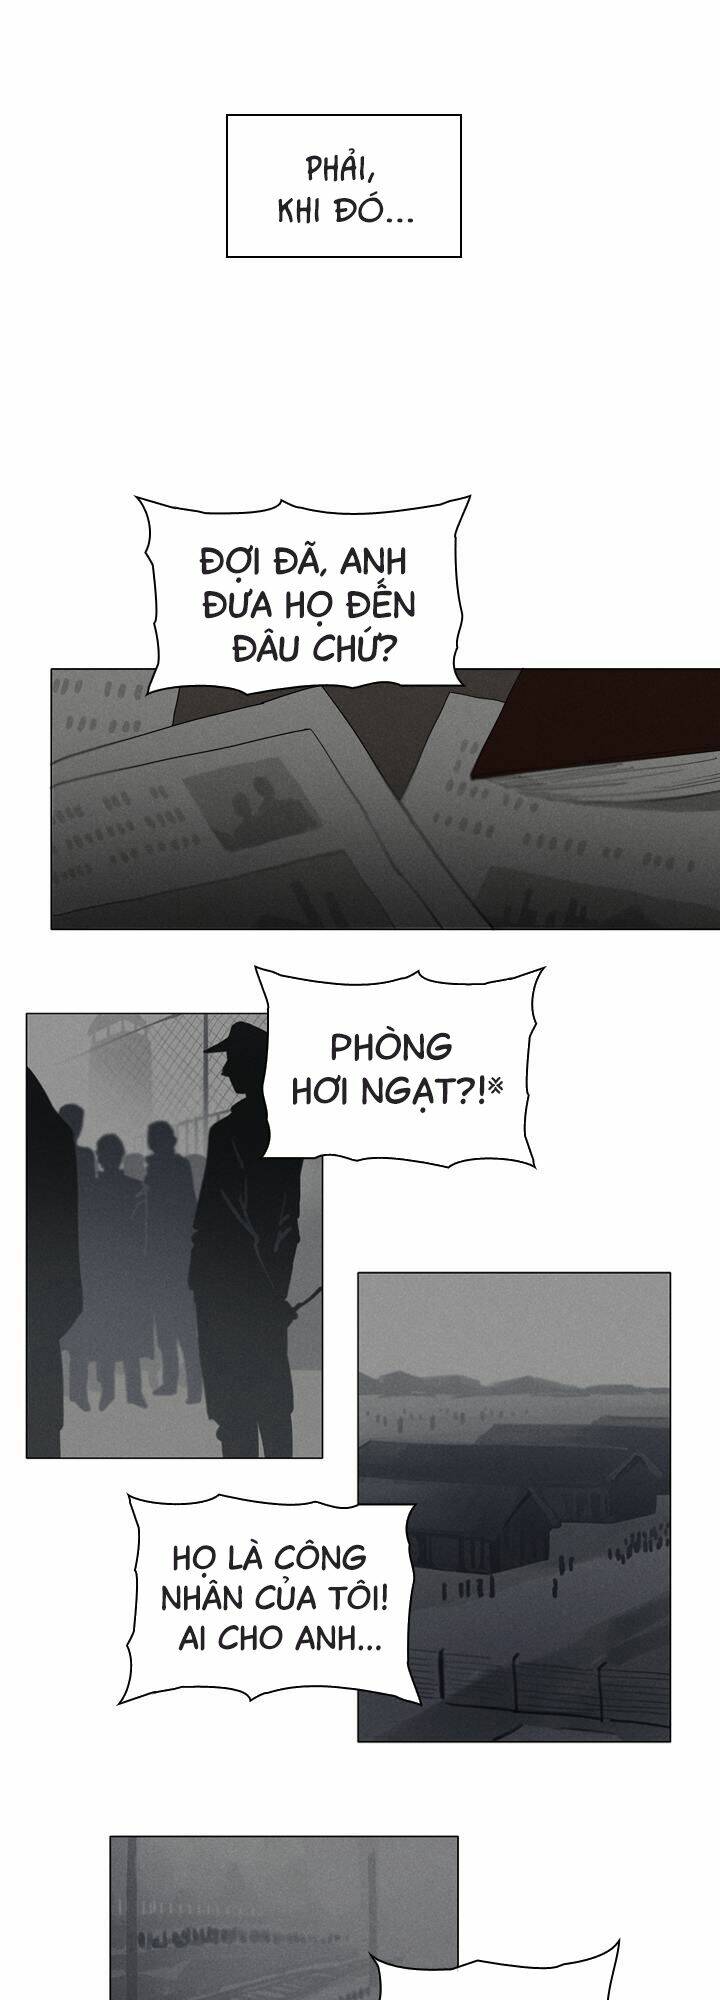 PHẢI,
KHI ĐÓ...
ĐỢI ĐÃ, ANH
ĐƯA HỌ ĐẾN
ĐÂU CHỨ?
PHÒNG
HƠI NGẠT?!※
HỌ LÀ CÔNG
NHÂN CỦA TÔI!
AI CHO ANH...